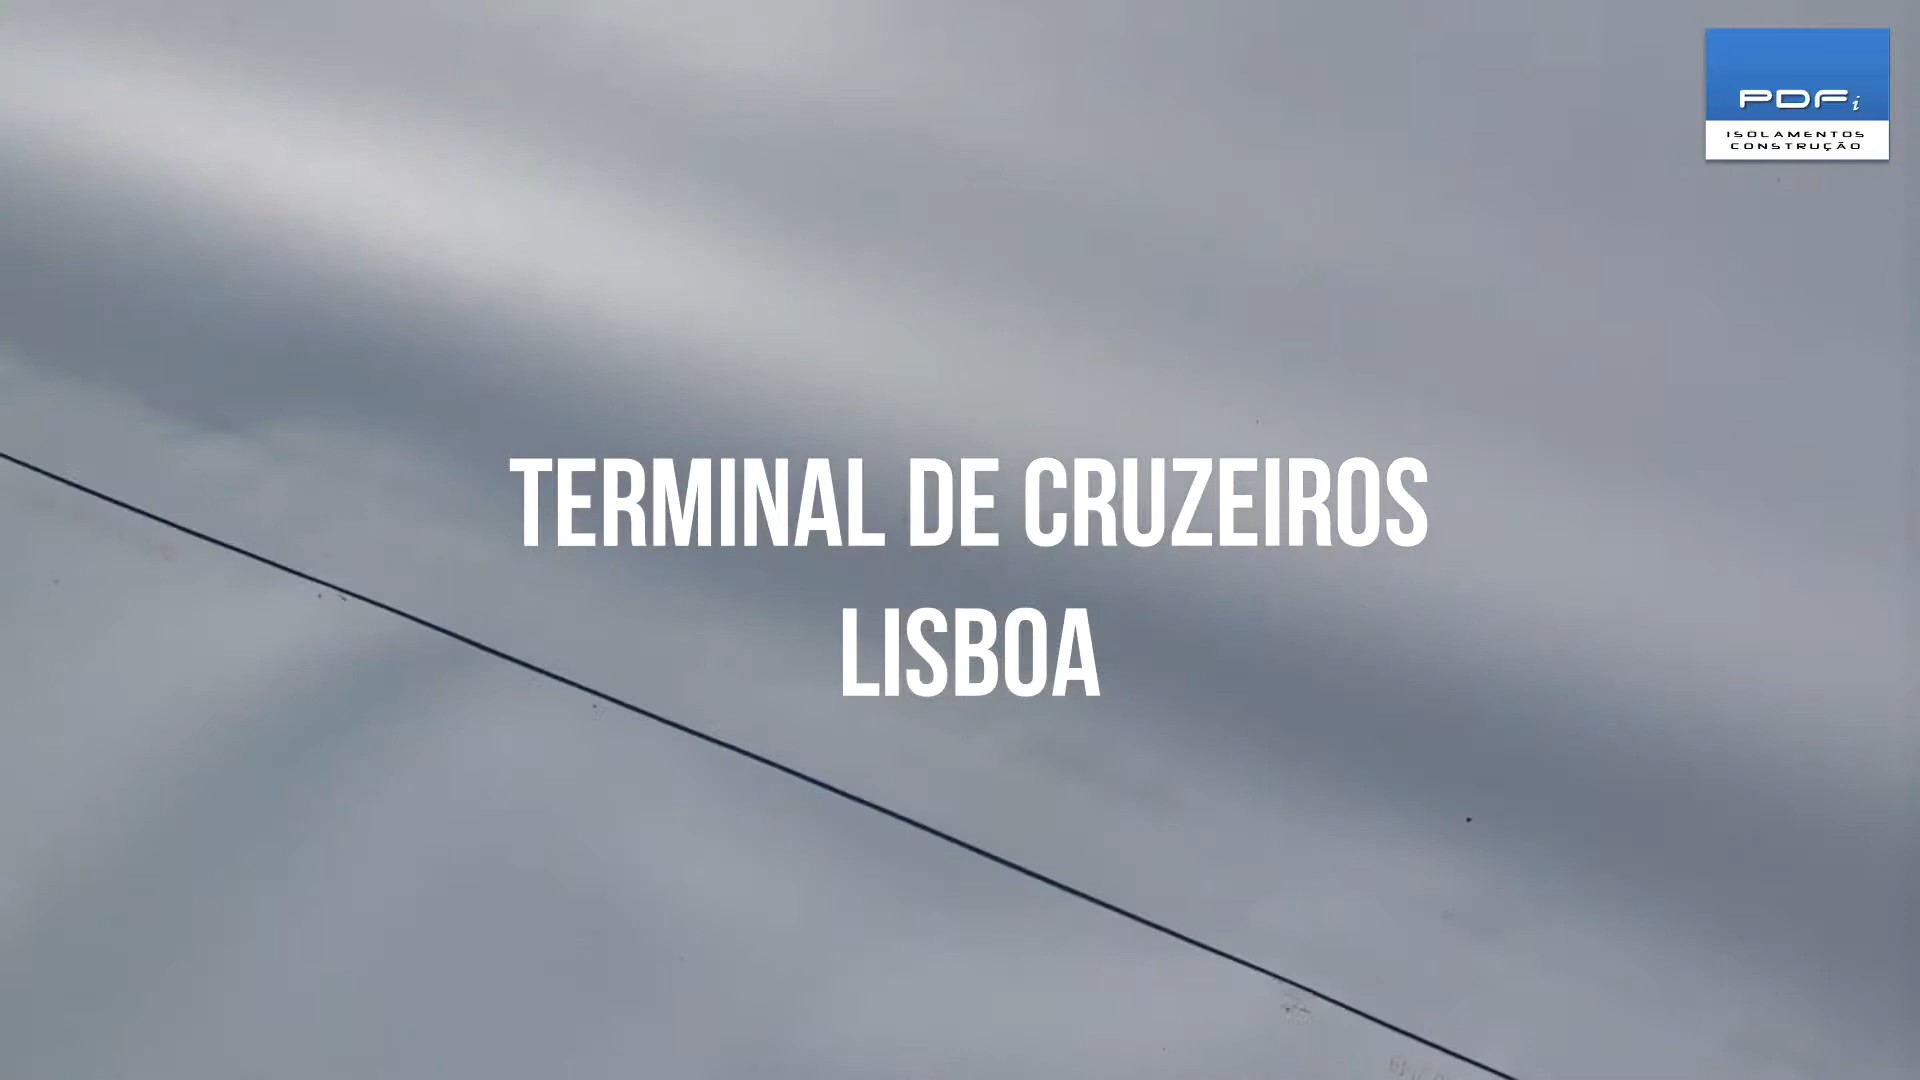 PDFi
ISOLAMENTOS
CONSTRUÇÃO
TERMINAL DE CRUZEIROS
LISBOA